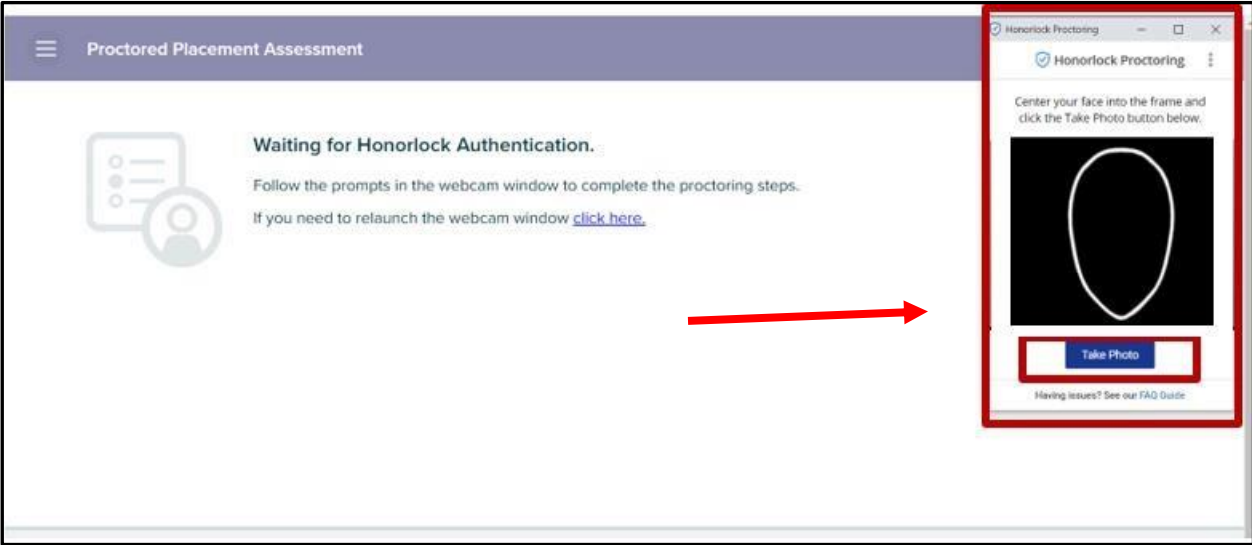 Proctored Placement Assessment
Waiting for Honorlock Authentication.
Follow the prompts in the webcam window to complete the proctoring steps.
If you need to relaunch the webcam window click here.
Honorlock Proctoring
Honorlock Proctoring
Center your face into the frame and
click the Take Photo button below.
Take Photo
Having issues? See our FAQ Guide